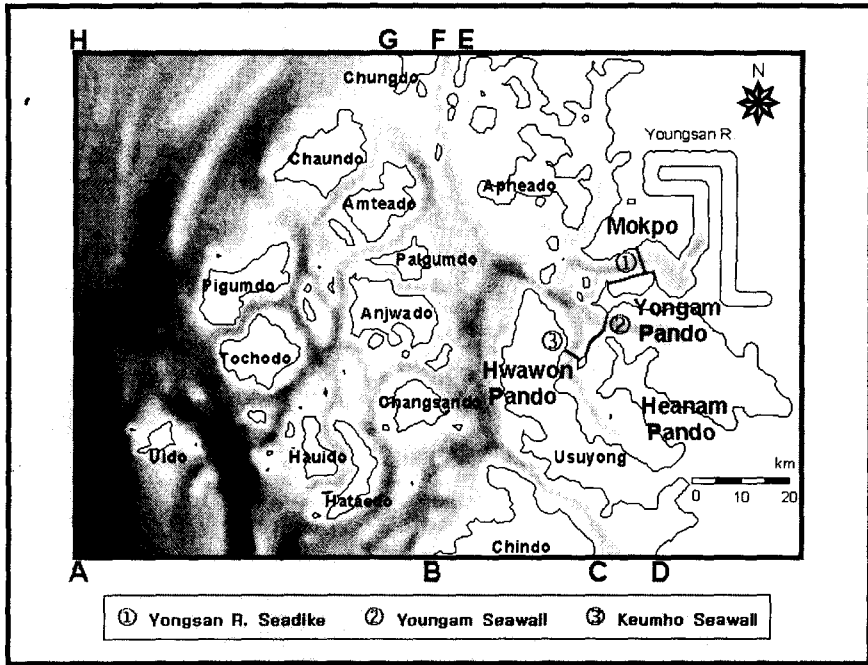 H G F E
Chungdo
N
Youngsan R.
Chaundo
Apheado
Amteado
Mokpo
Palgumdo
①
Pigumdo
Yongam
Pando
Anjwado
②
③
Tochodo
Hwawon
Pando
Changsando
Heanam
Pando
Uido
Hauido
Usuyong
km
Hataedo
0 10 20
Chindo
A B C D
① Yongsan R. Seadike ② Youngam Seawall ③ Keumho Seawall